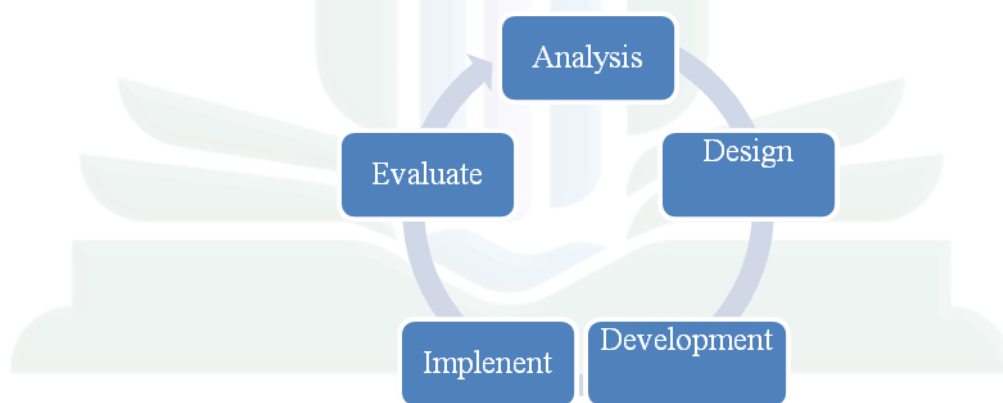 Analysis
Design
Development
Implenent
Evaluate